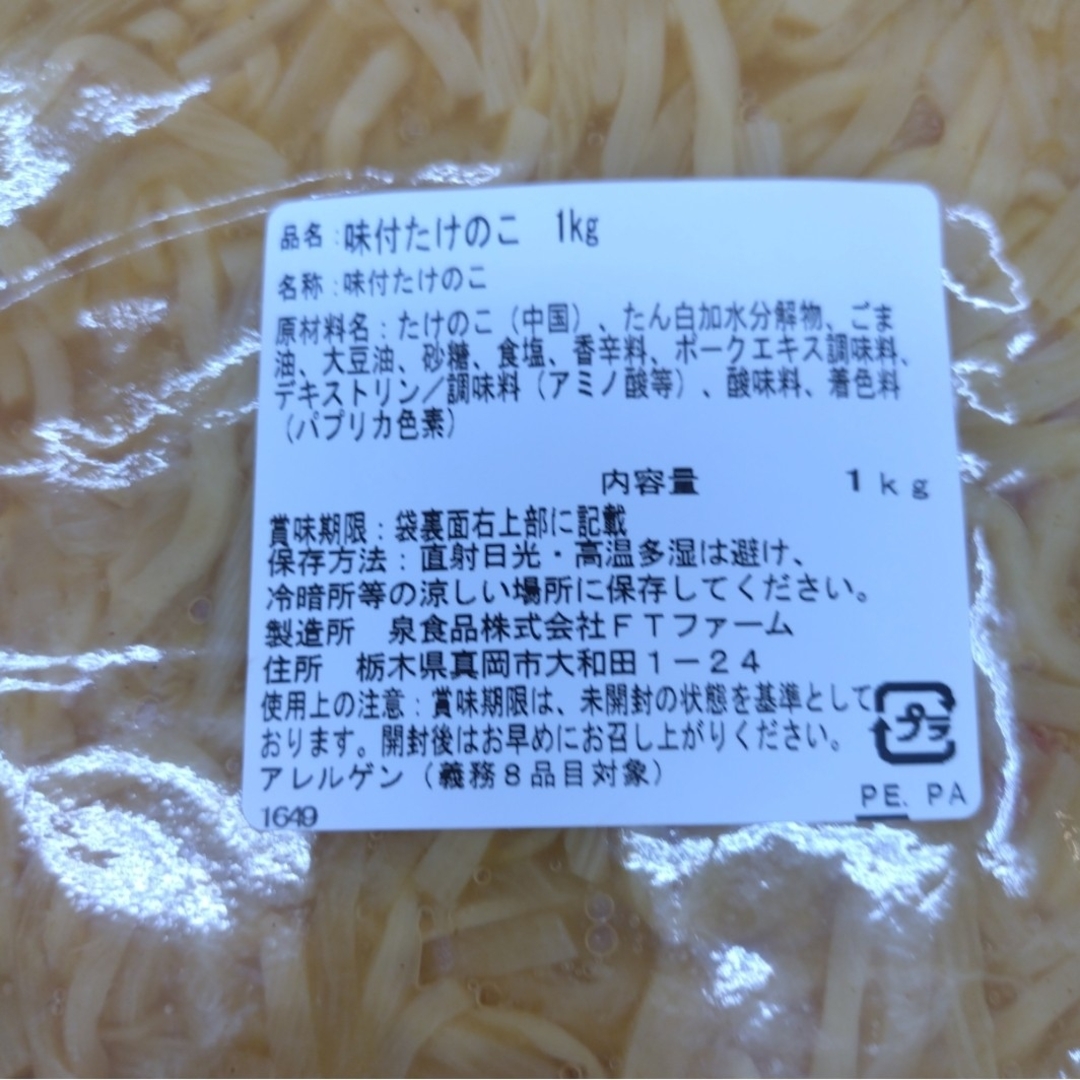 品名：味付たけのこ　1kg
名称：味付たけのこ
原材料名：たけのこ（中国）、たん白加水分解物、ごま
油、大豆油、砂糖、食塩、香辛料、ポークエキス調味料、
デキストリン／調味料（アミノ酸等）、酸味料、着色料
（パプリカ色素）
内容量　1ｋｇ
賞味期限：袋裏面右上部に記載
保存方法：直射日光・高温多湿は避け、
冷暗所等の涼しい場所に保存してください。
製造所　泉食品株式会社ＦＴファーム
住所　栃木県真岡市大和田１－２４
使用上の注意：賞味期限は、未開封の状態を基準として
おります。開封後はお早めにお召し上がりください。
プラ
アレルゲン（義務８品目対象）
PE、PA
1649